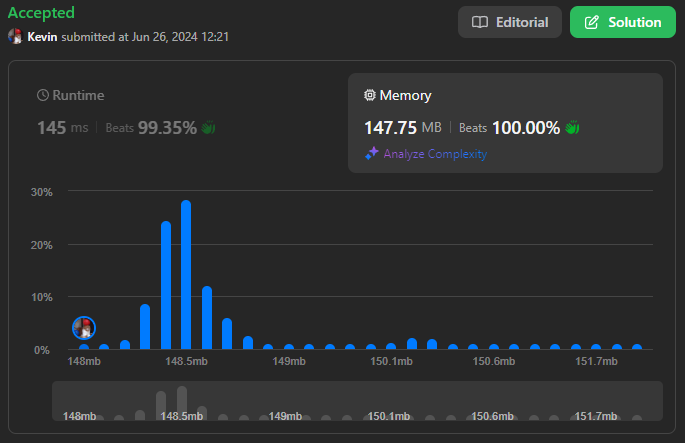 Accepted
Kevin submitted at Jun 26, 2024 12:21
Editorial
Solution
Runtime
145 ms Beats 99.35%
Memory
147.75 MB Beats 100.00%
Analyze Complexity
30%
20%
10%
0%
148mb 148.5mb 149mb 150.1mb 150.6mb 151.7mb
148mb 148.5mb 149mb 150.1mb 150.6mb 151.7mb